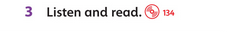 3 Listen and read. 134